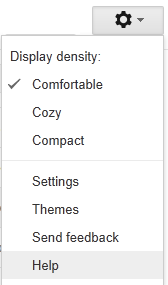 Display density:
Comfortable
Cozy
Compact
Settings
Themes
Send feedback
Help